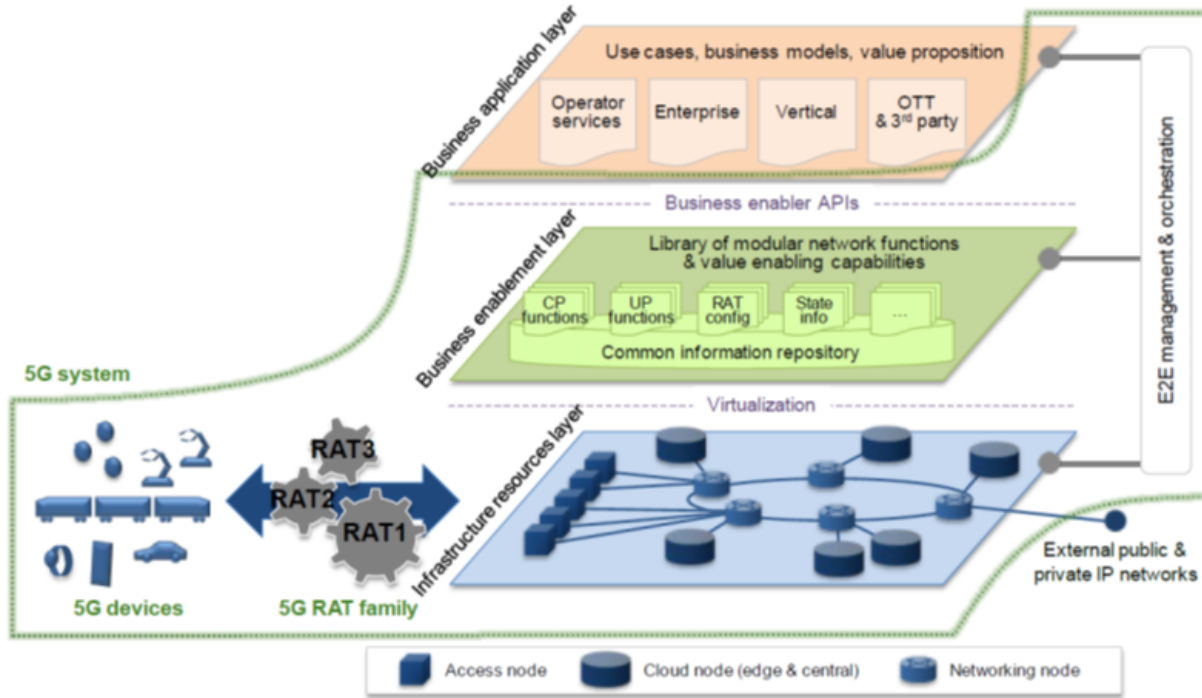 Business application layer
Use cases, business models, value proposition
Operator
services
Enterprise
Vertical
OTT
& 3rd party
Business enabler APIs
Business enablement layer
Library of modular network functions
& value enabling capabilities
CP
functions
UP
functions
RAT
config
State
info
...
Common information repository
E2E management & orchestration
Virtualization
5G system
RAT3
RAT2
RAT1
Infrastructure resources layer
5G devices
5G RAT family
External public &
private IP networks
Access node
Cloud node (edge & central)
Networking node